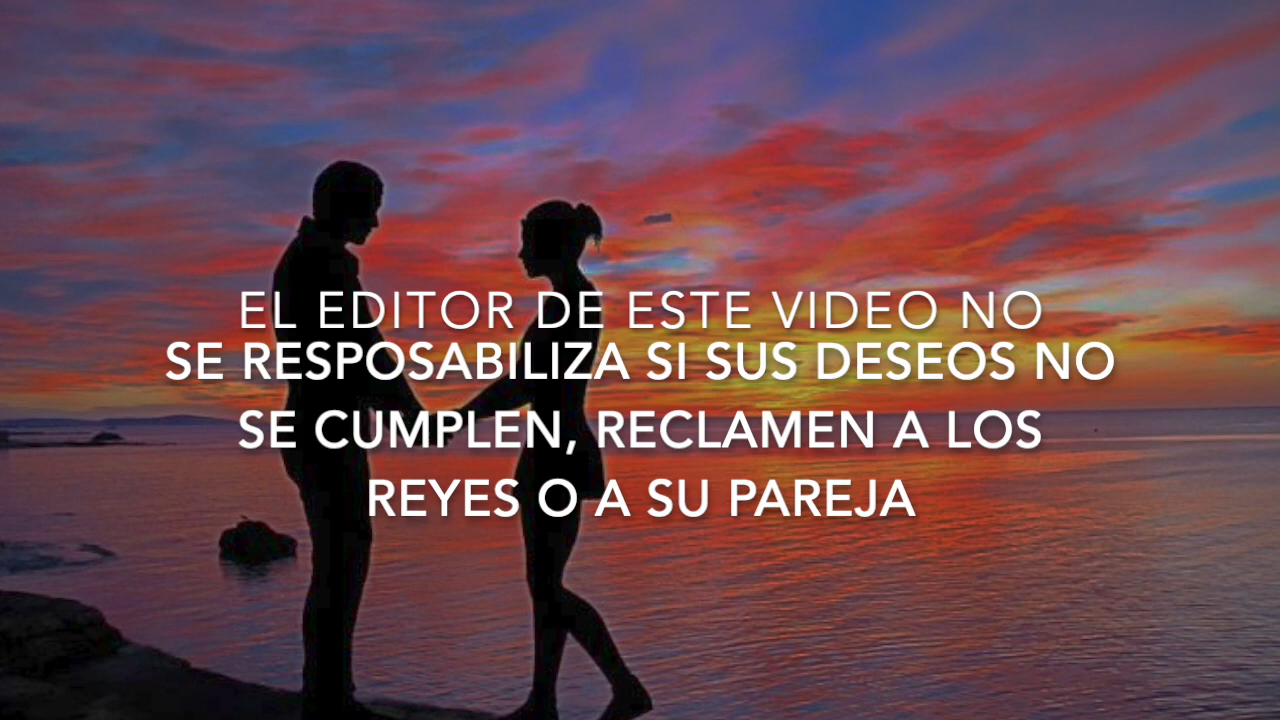 EL EDITOR DE ESTE VIDEO NO
SE RESPOSABILIZA SI SUS DESEOS NO
SE CUMPLEN, RECLAMEN A LOS
REYES O A SU PAREJA